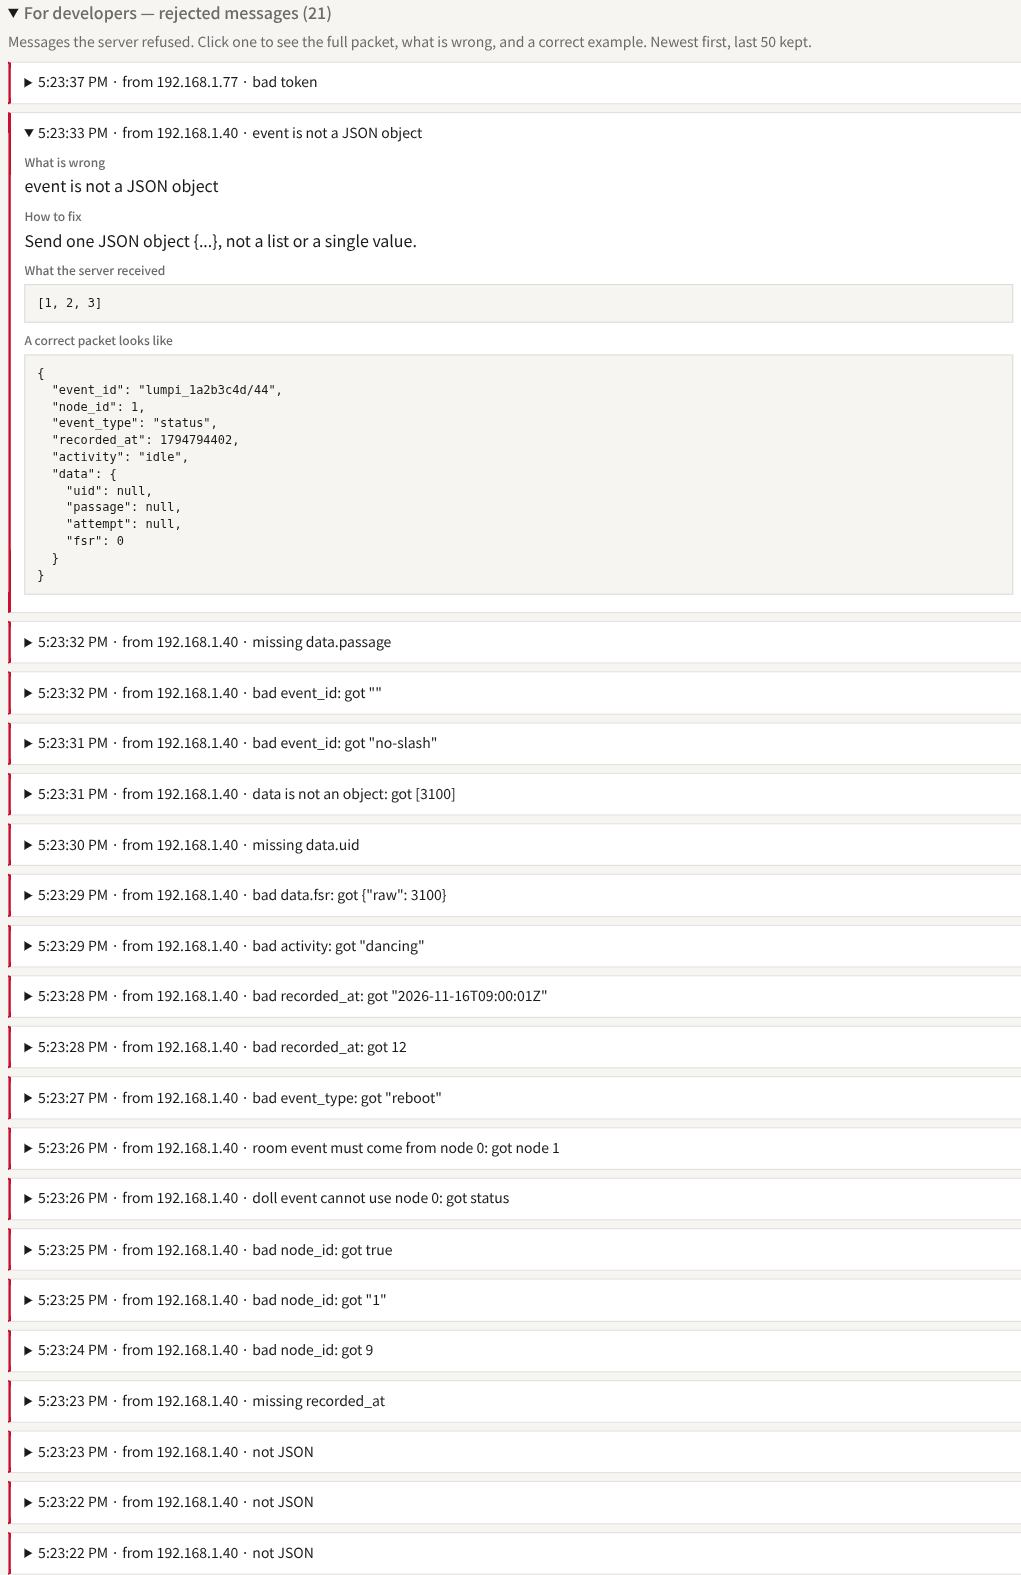 ▼ For developers — rejected messages (21)
Messages the server refused. Click one to see the full packet, what is wrong, and a correct example. Newest first, last 50 kept.
▶ 5:23:37 PM · from 192.168.1.77 · bad token
▼ 5:23:33 PM · from 192.168.1.40 · event is not a JSON object
What is wrong
event is not a JSON object
How to fix
Send one JSON object {...}, not a list or a single value.
What the server received
[1, 2, 3]
A correct packet looks like
{
  "event_id": "lumpi_1a2b3c4d/44",
  "node_id": 1,
  "event_type": "status",
  "recorded_at": 1794794402,
  "activity": "idle",
  "data": {
    "uid": null,
    "passage": null,
    "attempt": null,
    "fsr": 0
  }
}
▶ 5:23:32 PM · from 192.168.1.40 · missing data.passage
▶ 5:23:32 PM · from 192.168.1.40 · bad event_id: got ""
▶ 5:23:31 PM · from 192.168.1.40 · bad event_id: got "no-slash"
▶ 5:23:31 PM · from 192.168.1.40 · data is not an object: got [3100]
▶ 5:23:30 PM · from 192.168.1.40 · missing data.uid
▶ 5:23:29 PM · from 192.168.1.40 · bad data.fsr: got {"raw": 3100}
▶ 5:23:29 PM · from 192.168.1.40 · bad activity: got "dancing"
▶ 5:23:28 PM · from 192.168.1.40 · bad recorded_at: got "2026-11-16T09:00:01Z"
▶ 5:23:28 PM · from 192.168.1.40 · bad recorded_at: got 12
▶ 5:23:27 PM · from 192.168.1.40 · bad event_type: got "reboot"
▶ 5:23:26 PM · from 192.168.1.40 · room event must come from node 0: got node 1
▶ 5:23:26 PM · from 192.168.1.40 · doll event cannot use node 0: got status
▶ 5:23:25 PM · from 192.168.1.40 · bad node_id: got true
▶ 5:23:25 PM · from 192.168.1.40 · bad node_id: got "1"
▶ 5:23:24 PM · from 192.168.1.40 · bad node_id: got 9
▶ 5:23:23 PM · from 192.168.1.40 · missing recorded_at
▶ 5:23:23 PM · from 192.168.1.40 · not JSON
▶ 5:23:22 PM · from 192.168.1.40 · not JSON
▶ 5:23:22 PM · from 192.168.1.40 · not JSON